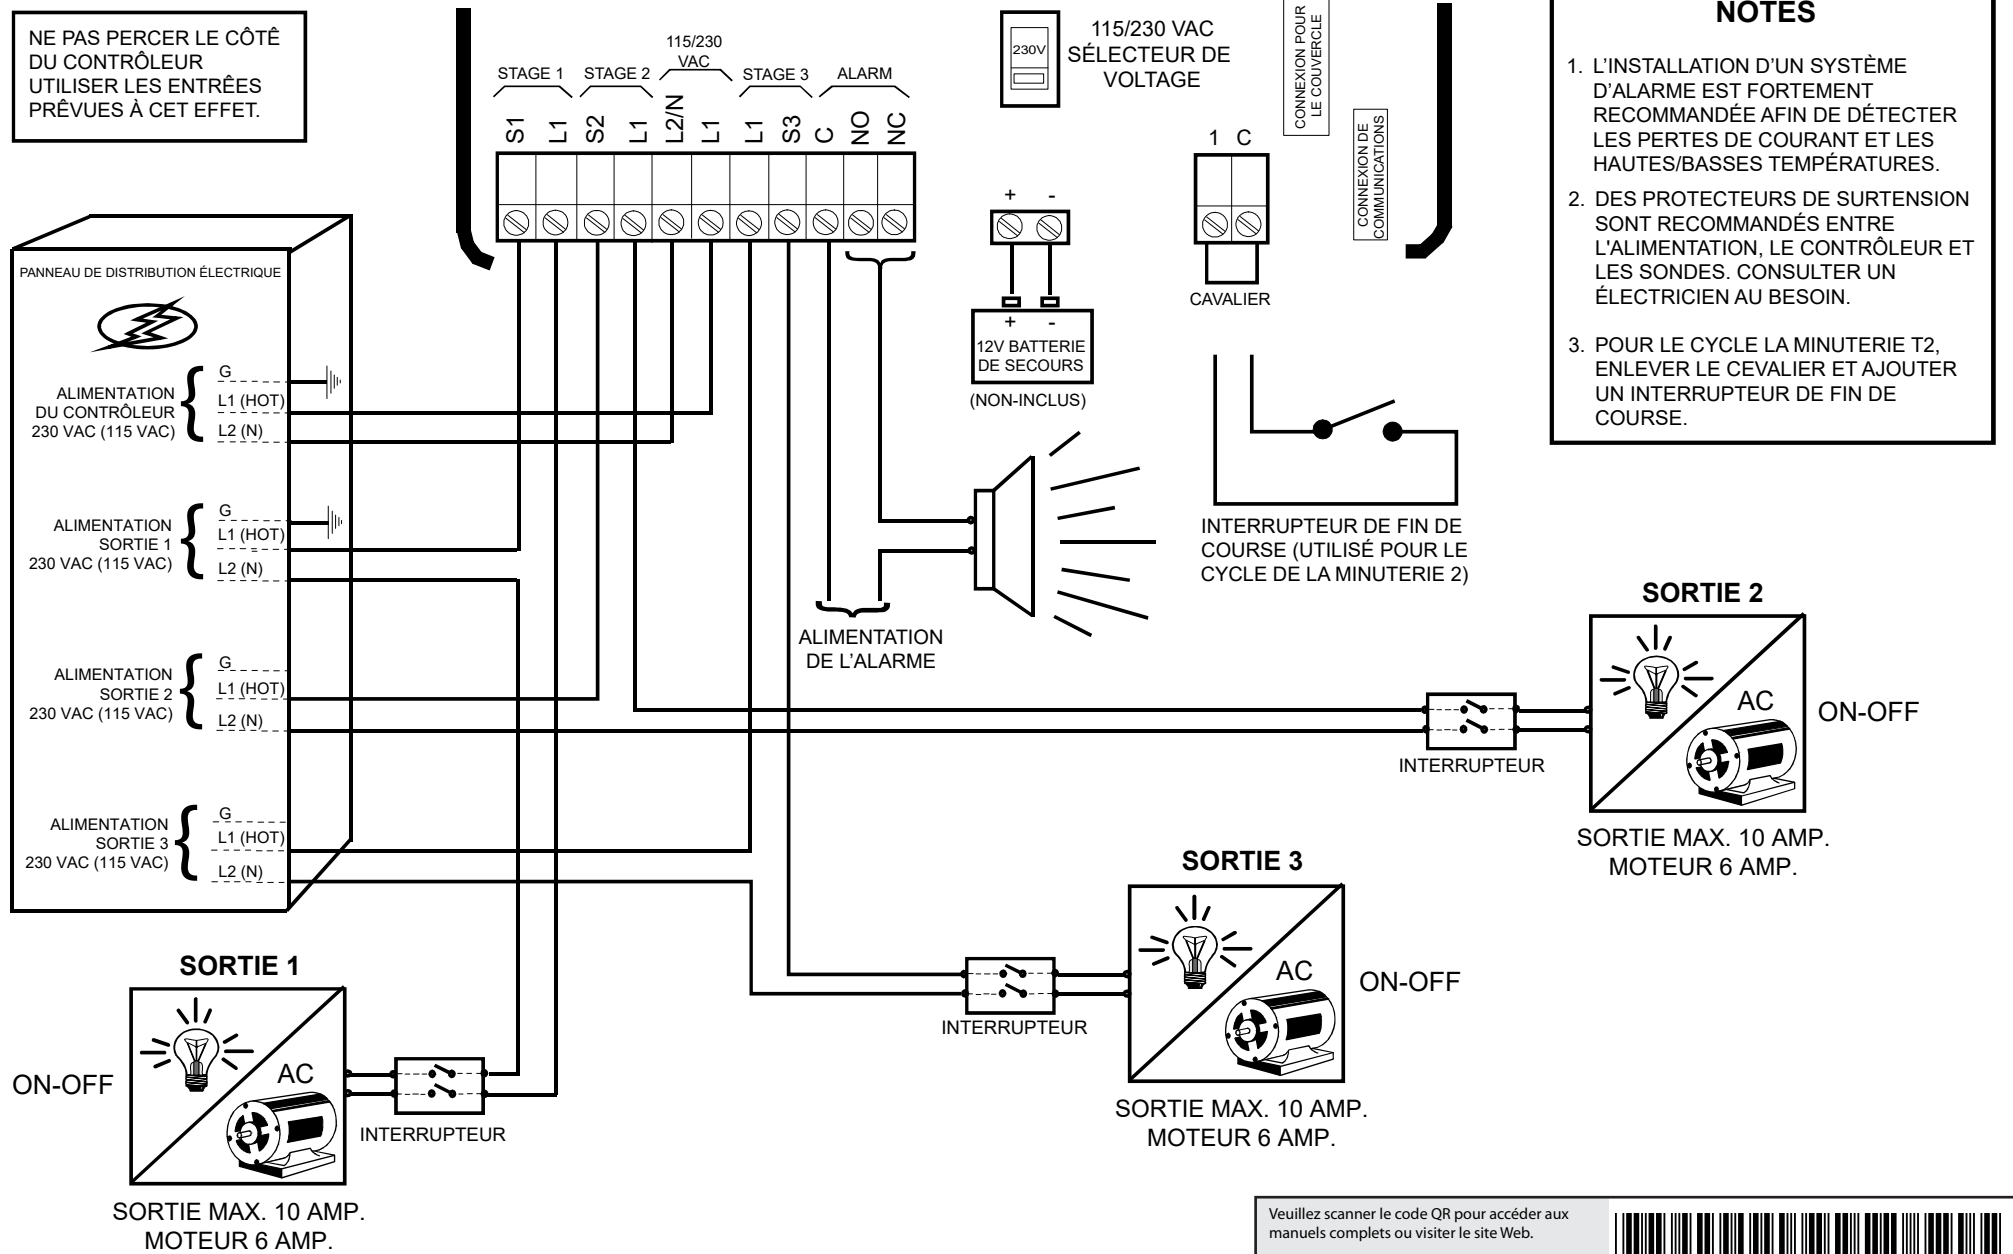 NE PAS PERCER LE CÔTÉ
DU CONTRÔLEUR
UTILISER LES ENTRÉES
PRÊVUES À CET EFFET.
115/230
VAC
STAGE 1
STAGE 2
STAGE 3
ALARM
S1
L1
S2
L1
L2/N
L1
L1
S3
C
NO
NC
230V
115/230 VAC
SÉLECTEUR DE
VOLTAGE
CONNEXION POUR
LE COUVERCLE
CONNEXION DE
COMMUNICATIONS
1 C
CAVALIER
+ -
+ -
12V BATTERIE
DE SECOURS
(NON-INCLUS)
NOTES
1. L'INSTALLATION D'UN SYSTÈME
D'ALARME EST FORTEMENT
RECOMMANDÉE AFIN DE DÉTECTER
LES PERTES DE COURANT ET LES
HAUTES/BASSES TEMPÉRATURES.
2. DES PROTECTEURS DE SURTENSION
SONT RECOMMANDÉS ENTRE
L'ALIMENTATION, LE CONTRÔLEUR ET
LES SONDES. CONSULTER UN
ÉLECTRICIEN AU BESOIN.
3. POUR LE CYCLE LA MINUTERIE T2,
ENLEVER LE CEVALIER ET AJOUTER
UN INTERRUPTEUR DE FIN DE
COURSE.
PANNEAU DE DISTRIBUTION ÉLECTRIQUE
ALIMENTATION
DU CONTRÔLEUR
230 VAC (115 VAC)
G
L1 (HOT)
L2 (N)
ALIMENTATION
SORTIE 1
230 VAC (115 VAC)
G
L1 (HOT)
L2 (N)
ALIMENTATION
SORTIE 2
230 VAC (115 VAC)
G
L1 (HOT)
L2 (N)
ALIMENTATION
SORTIE 3
230 VAC (115 VAC)
G
L1 (HOT)
L2 (N)
ALIMENTATION
DE L'ALARME
INTERRUPTEUR DE FIN DE
COURSE (UTILISÉ POUR LE
CYCLE DE LA MINUTERIE 2)
SORTIE 2
AC
ON-OFF
INTERRUPTEUR
SORTIE MAX. 10 AMP.
MOTEUR 6 AMP.
SORTIE 3
AC
ON-OFF
INTERRUPTEUR
SORTIE MAX. 10 AMP.
MOTEUR 6 AMP.
SORTIE 1
AC
ON-OFF
INTERRUPTEUR
SORTIE MAX. 10 AMP.
MOTEUR 6 AMP.
Veuillez scanner le code QR pour accéder aux
manuels complets ou visiter le site Web.